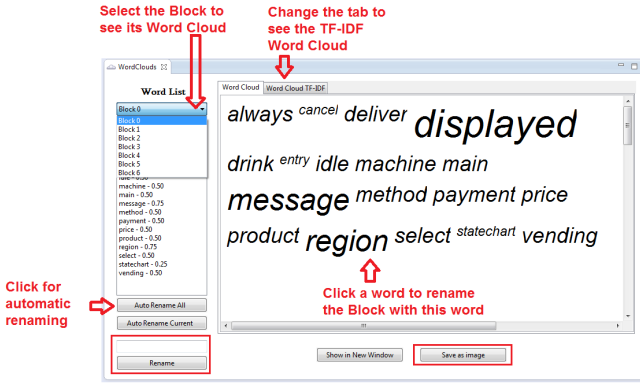 Select the Block to
see its Word Cloud
Change the tab to
see the TF-IDF
Word Cloud
WordClouds
Word List
Block 0
Block 0
Block 1
Block 2
Block 3
Block 4
Block 5
Block 6
idle - 0.50
machine - 0.50
main - 0.50
message - 0.75
method - 0.50
payment - 0.50
price - 0.50
product - 0.50
region - 0.75
select - 0.50
statechart - 0.25
vending - 0.50
Auto Rename All
Auto Rename Current
Rename
Click for
automatic
renaming
Word Cloud Word Cloud TF-IDF
always cancel deliver displayed
drink entry idle machine main
message method payment price
product region select statechart vending
Click a word to rename
the Block with this word
Show in New Window
Save as image